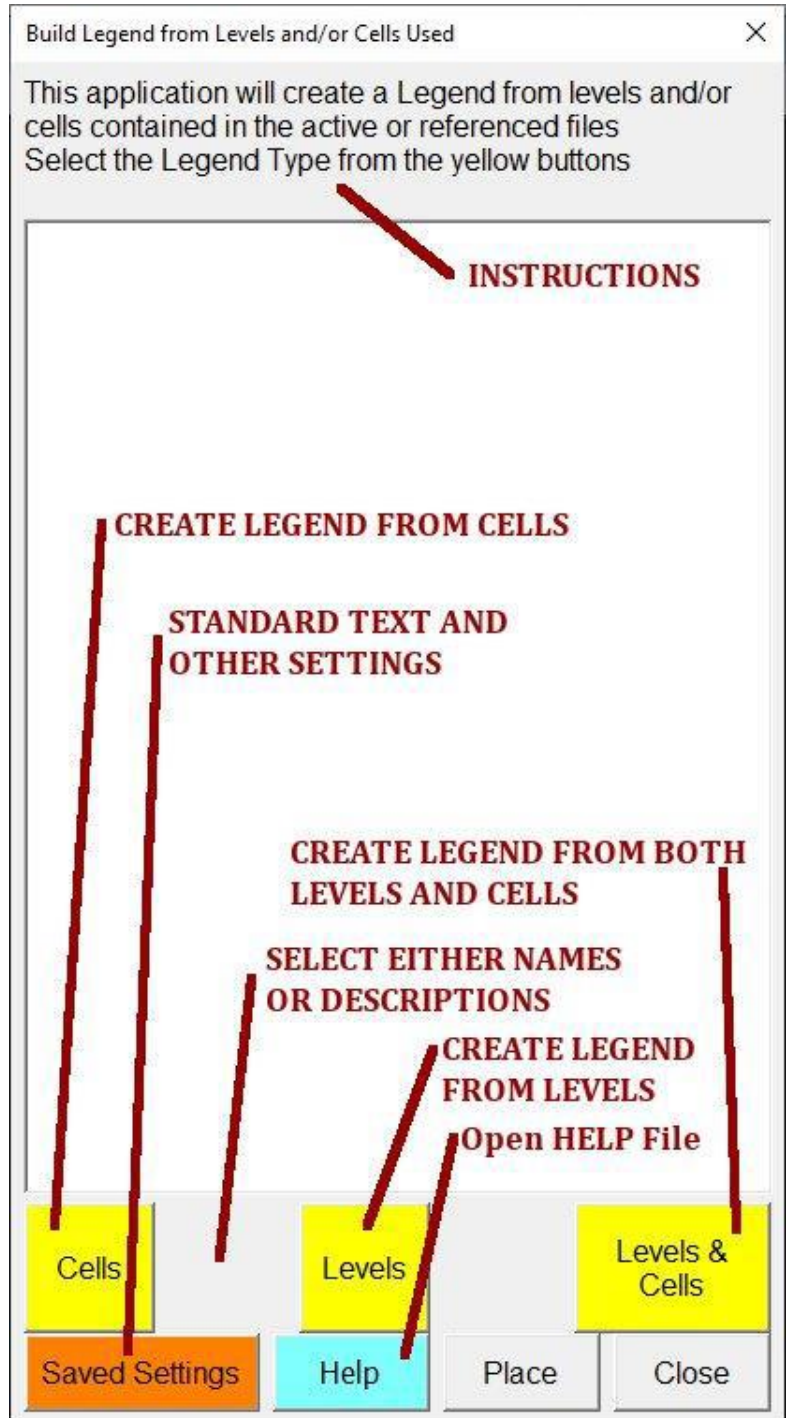 Build Legend from Levels and/or Cells Used
This application will create a Legend from levels and/or
cells contained in the active or referenced files
Select the Legend Type from the yellow buttons
INSTRUCTIONS
CREATE LEGEND FROM CELLS
STANDARD TEXT AND
OTHER SETTINGS
CREATE LEGEND FROM BOTH
LEVELS AND CELLS
SELECT EITHER NAMES
OR DESCRIPTIONS
CREATE LEGEND
FROM LEVELS
Open HELP File
Cells
Levels
Levels &
Cells
Saved Settings
Help
Place
Close